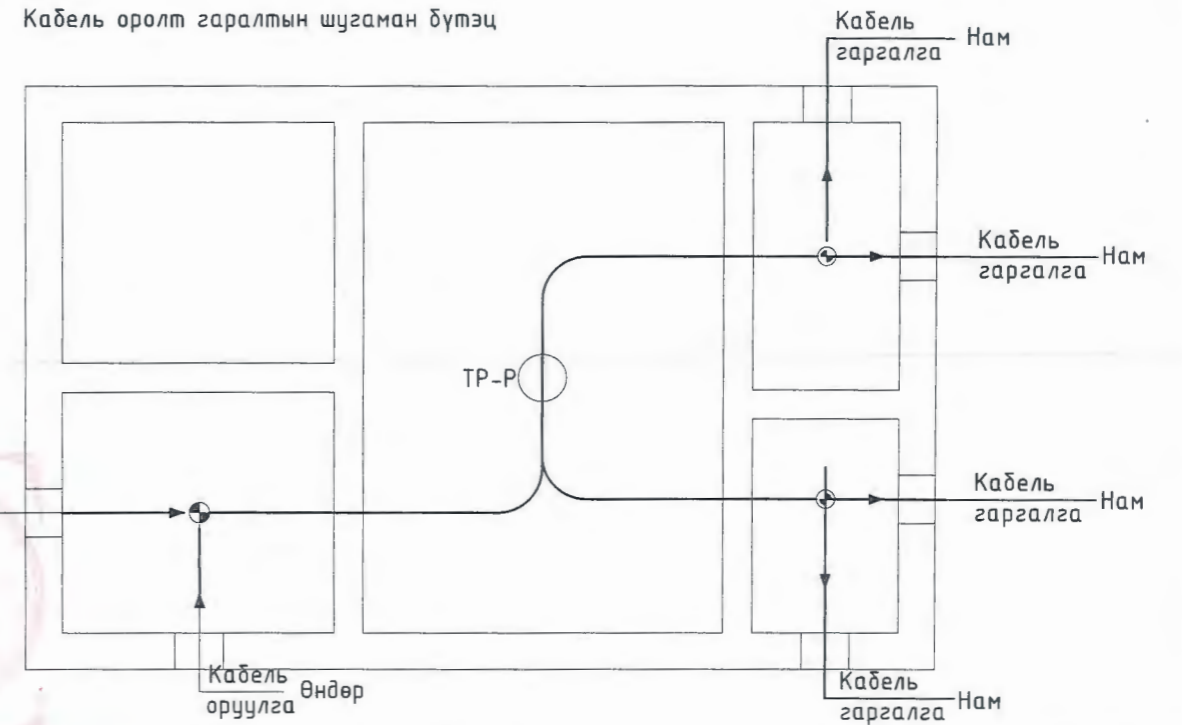 Кабель оролт гаралтын шугаман бүтэц
Кабель
гаргалга
Нам
Кабель
гаргалга
Нам
TP-P
Кабель
гаргалга
Нам
Кабель
оруулга
Өндөр
Кабель
гаргалга
Нам